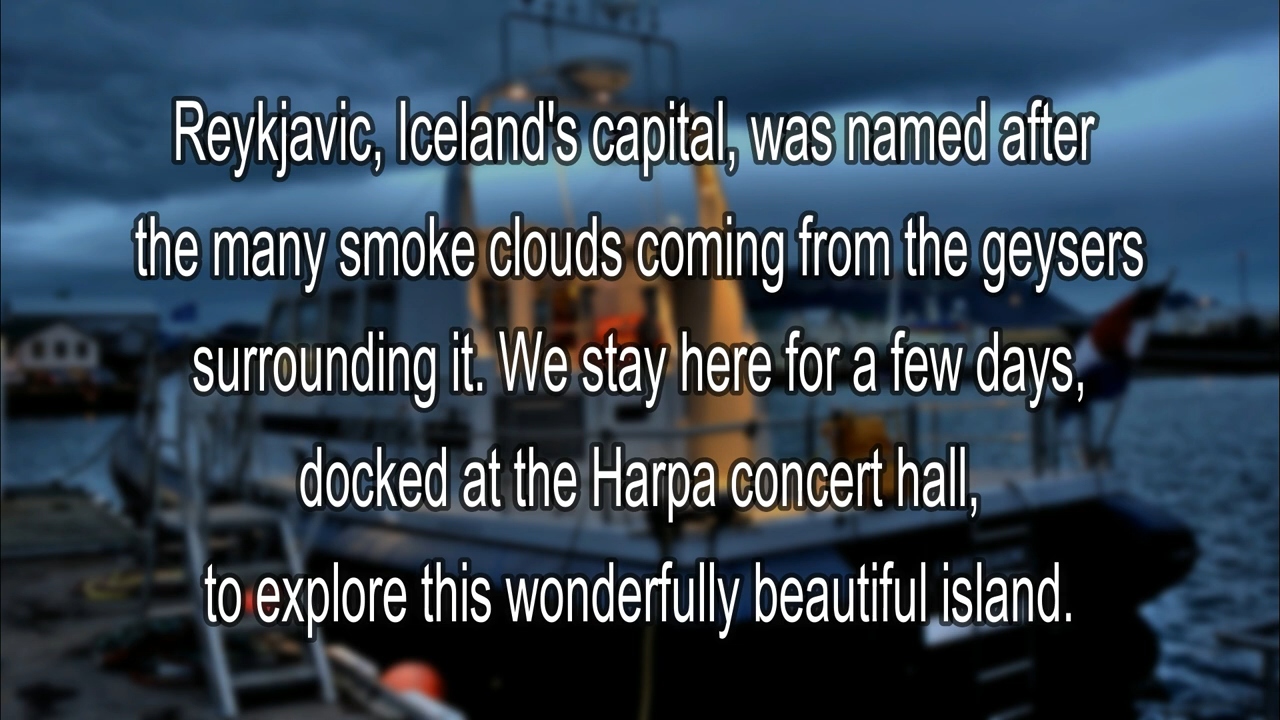 Reykjavic, Iceland's capital, was named after
the many smoke clouds coming from the geysers
surrounding it. We stay here for a few days,
docked at the Harpa concert hall,
to explore this wonderfully beautiful island.